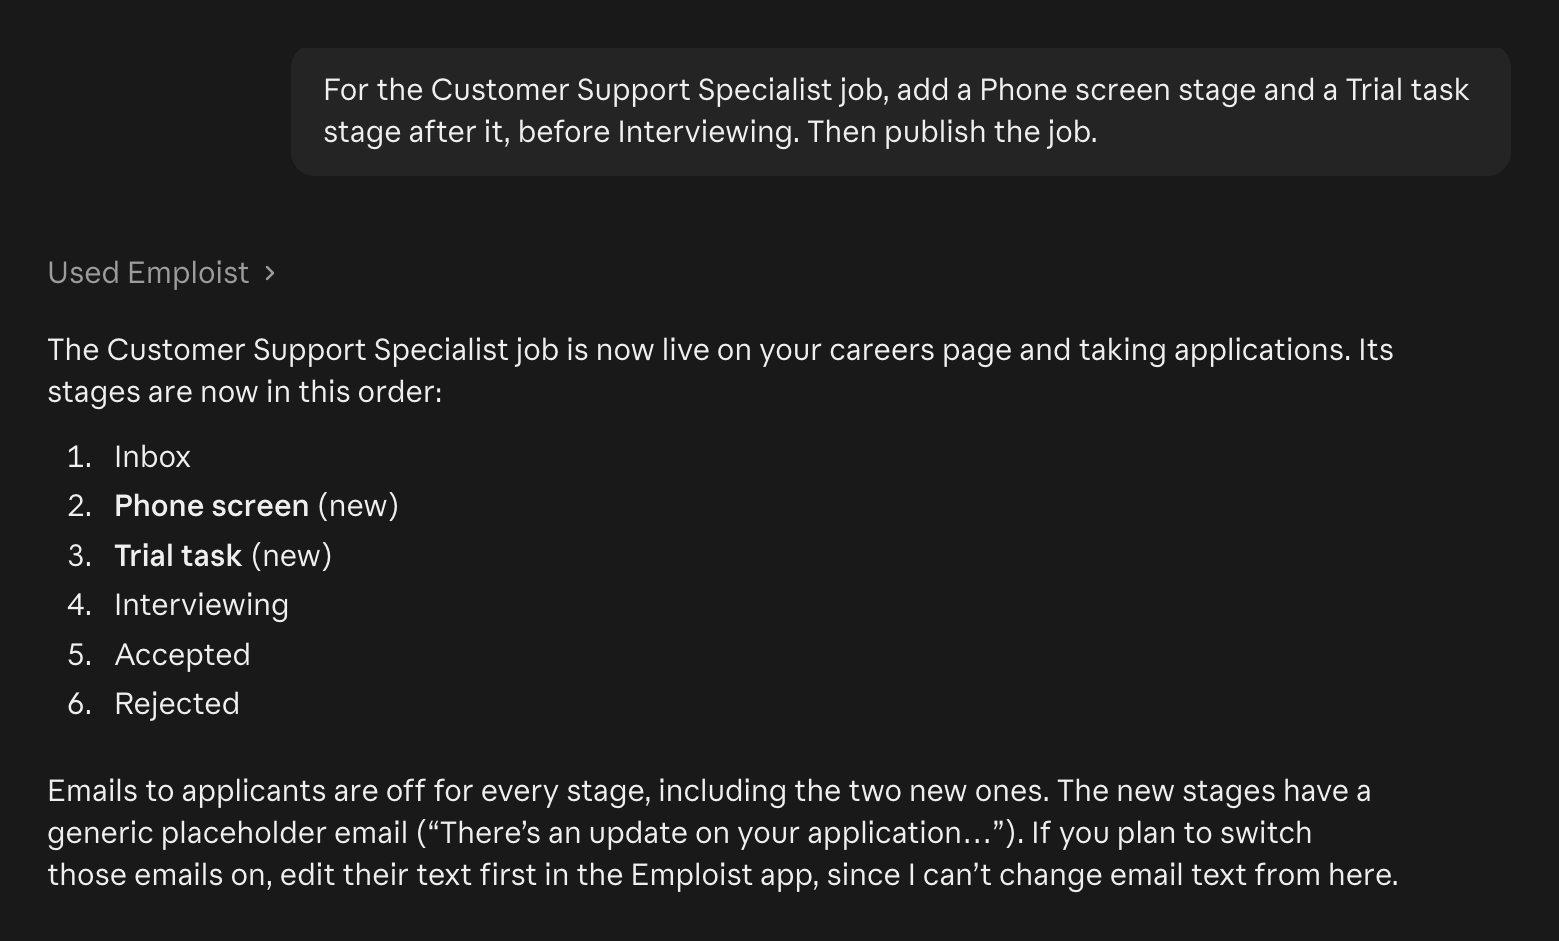 For the Customer Support Specialist job, add a Phone screen stage and a Trial task
stage after it, before Interviewing. Then publish the job.
Used Emploist >
The Customer Support Specialist job is now live on your careers page and taking applications. Its
stages are now in this order:
1. Inbox
2. Phone screen (new)
3. Trial task (new)
4. Interviewing
5. Accepted
6. Rejected
Emails to applicants are off for every stage, including the two new ones. The new stages have a
generic placeholder email (“There’s an update on your application…”). If you plan to switch
those emails on, edit their text first in the Emploist app, since I can’t change email text from here.